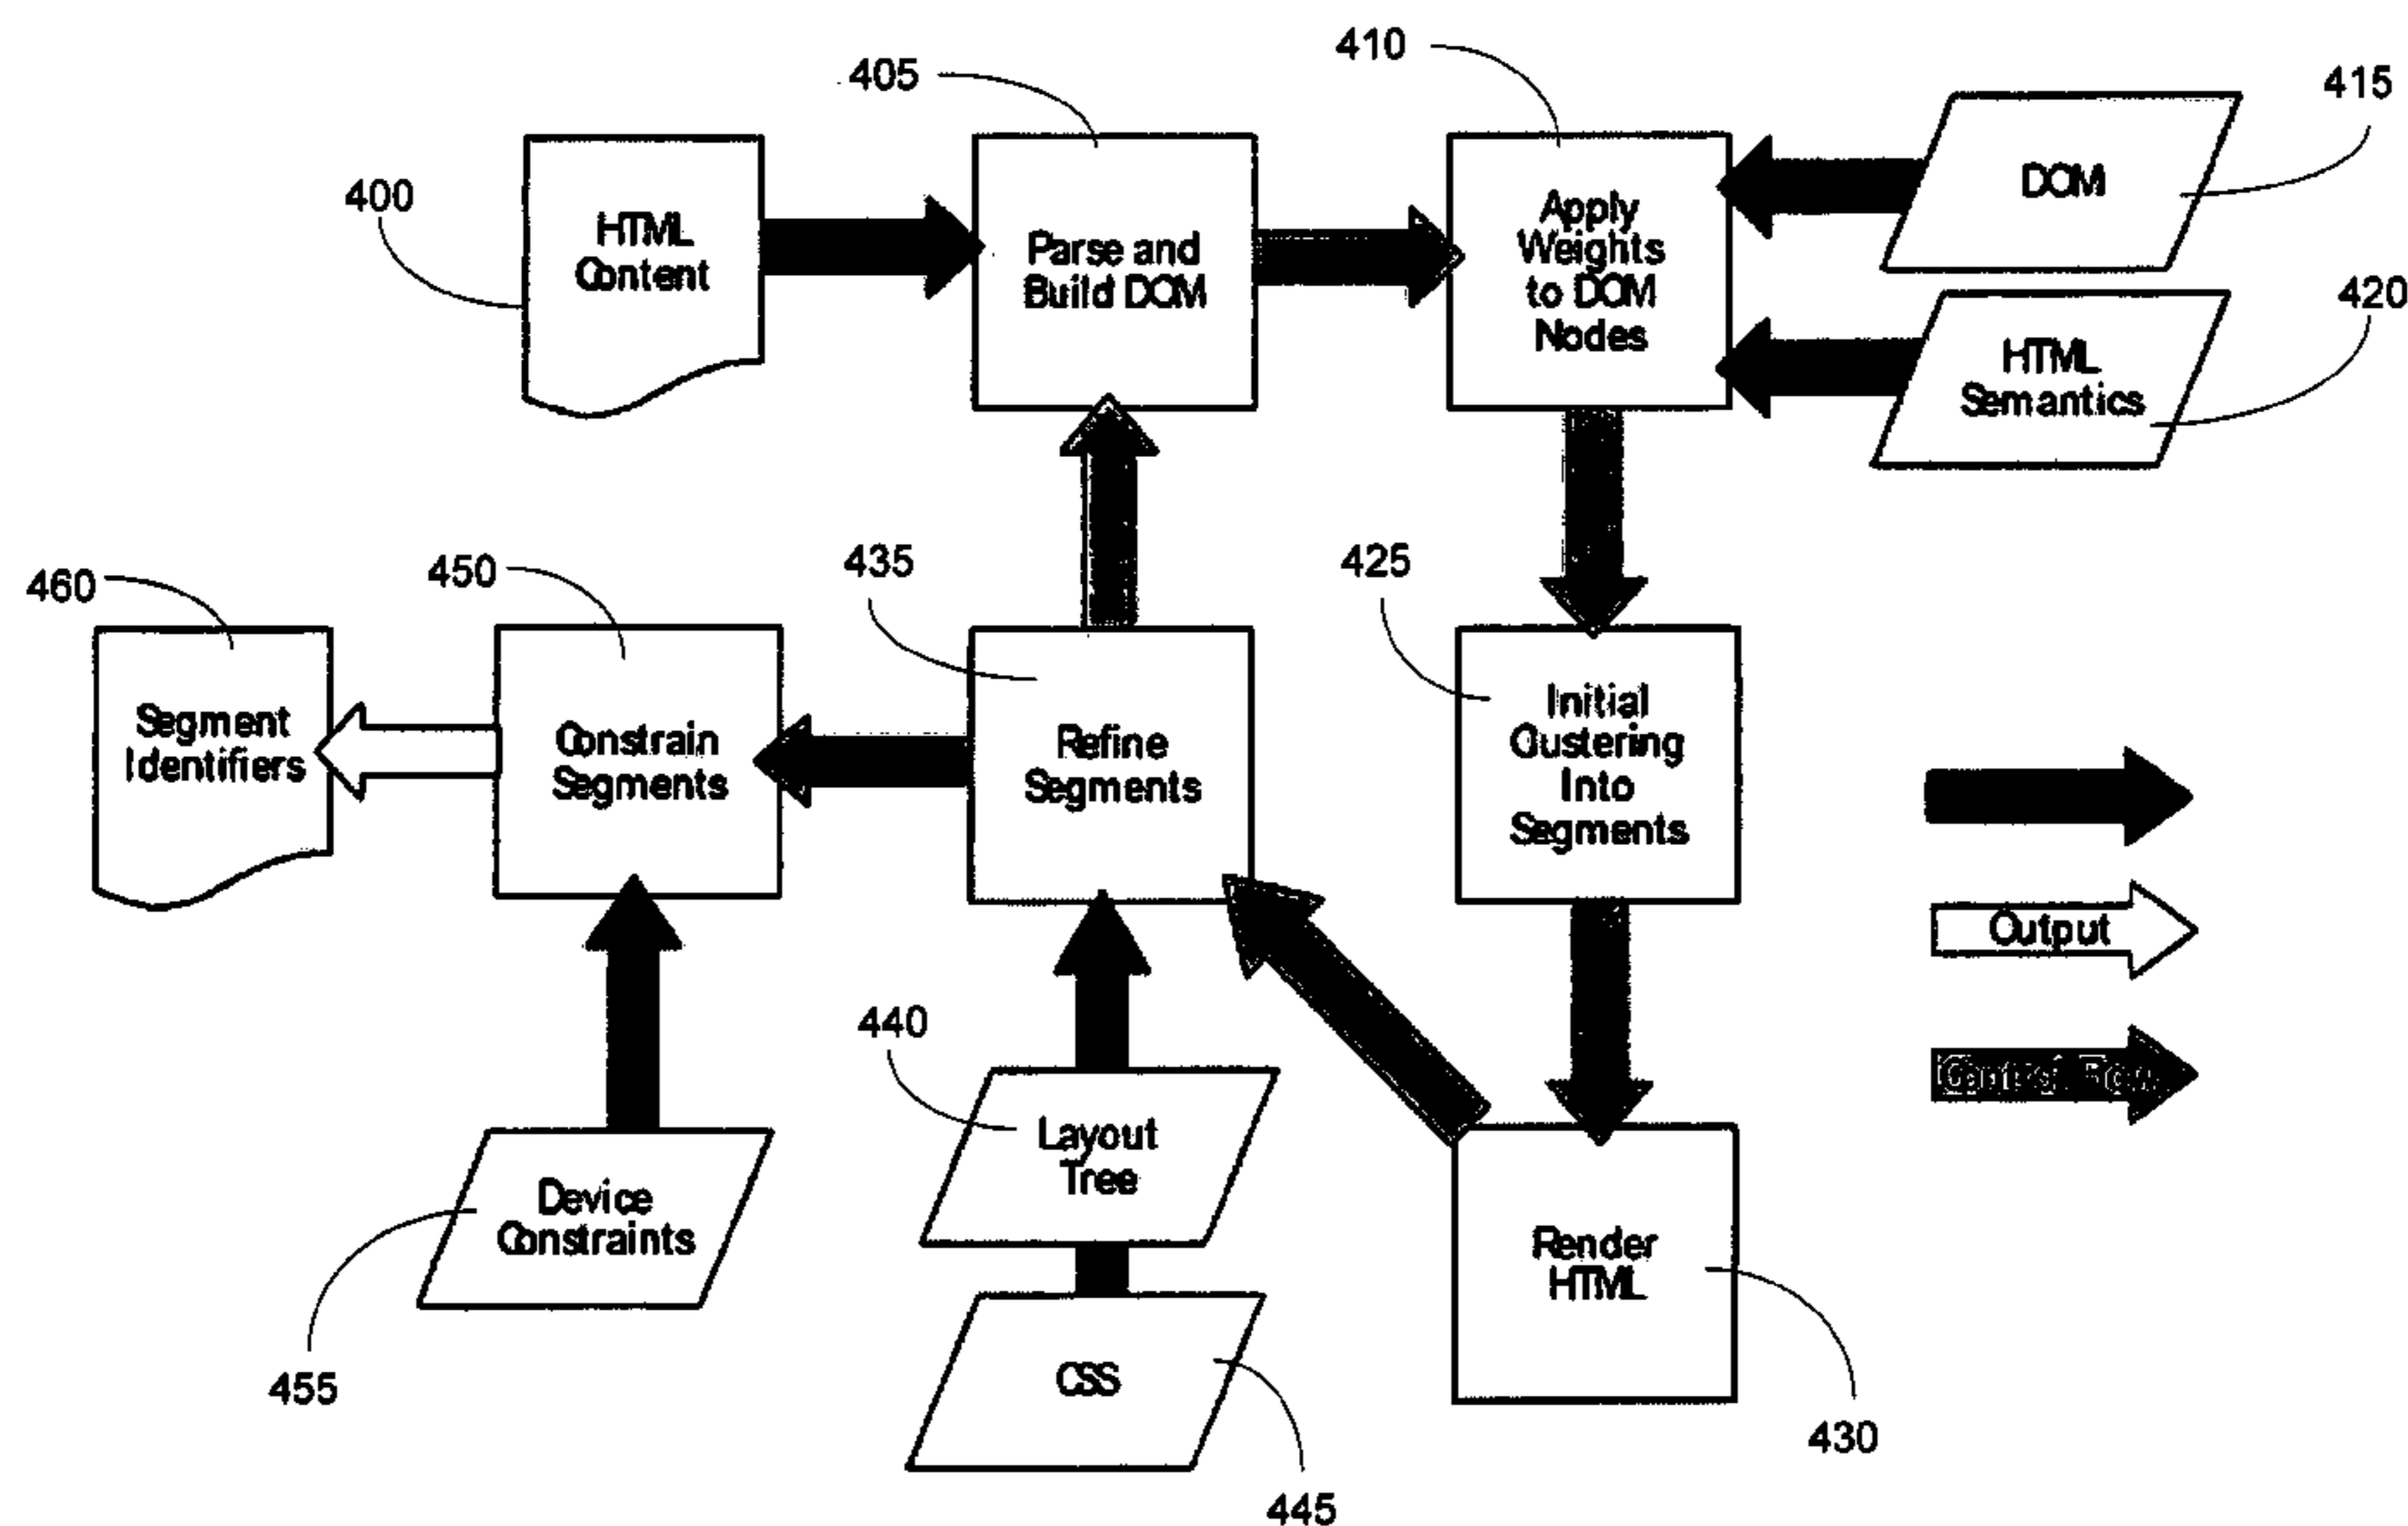 410
405
415
400
HTML
Content
Parse and
Build DOM
Apply
Weights
to DOM
Nodes
DOM
420
HTML
Semantics
460
450
435
425
Segment
Identifiers
Constrain
Segments
Refine
Segments
Initial
Clustering
Into
Segments
Output
Control Flow
440
Layout
Tree
Device
Constraints
Render
HTML
CSS
455
430
445